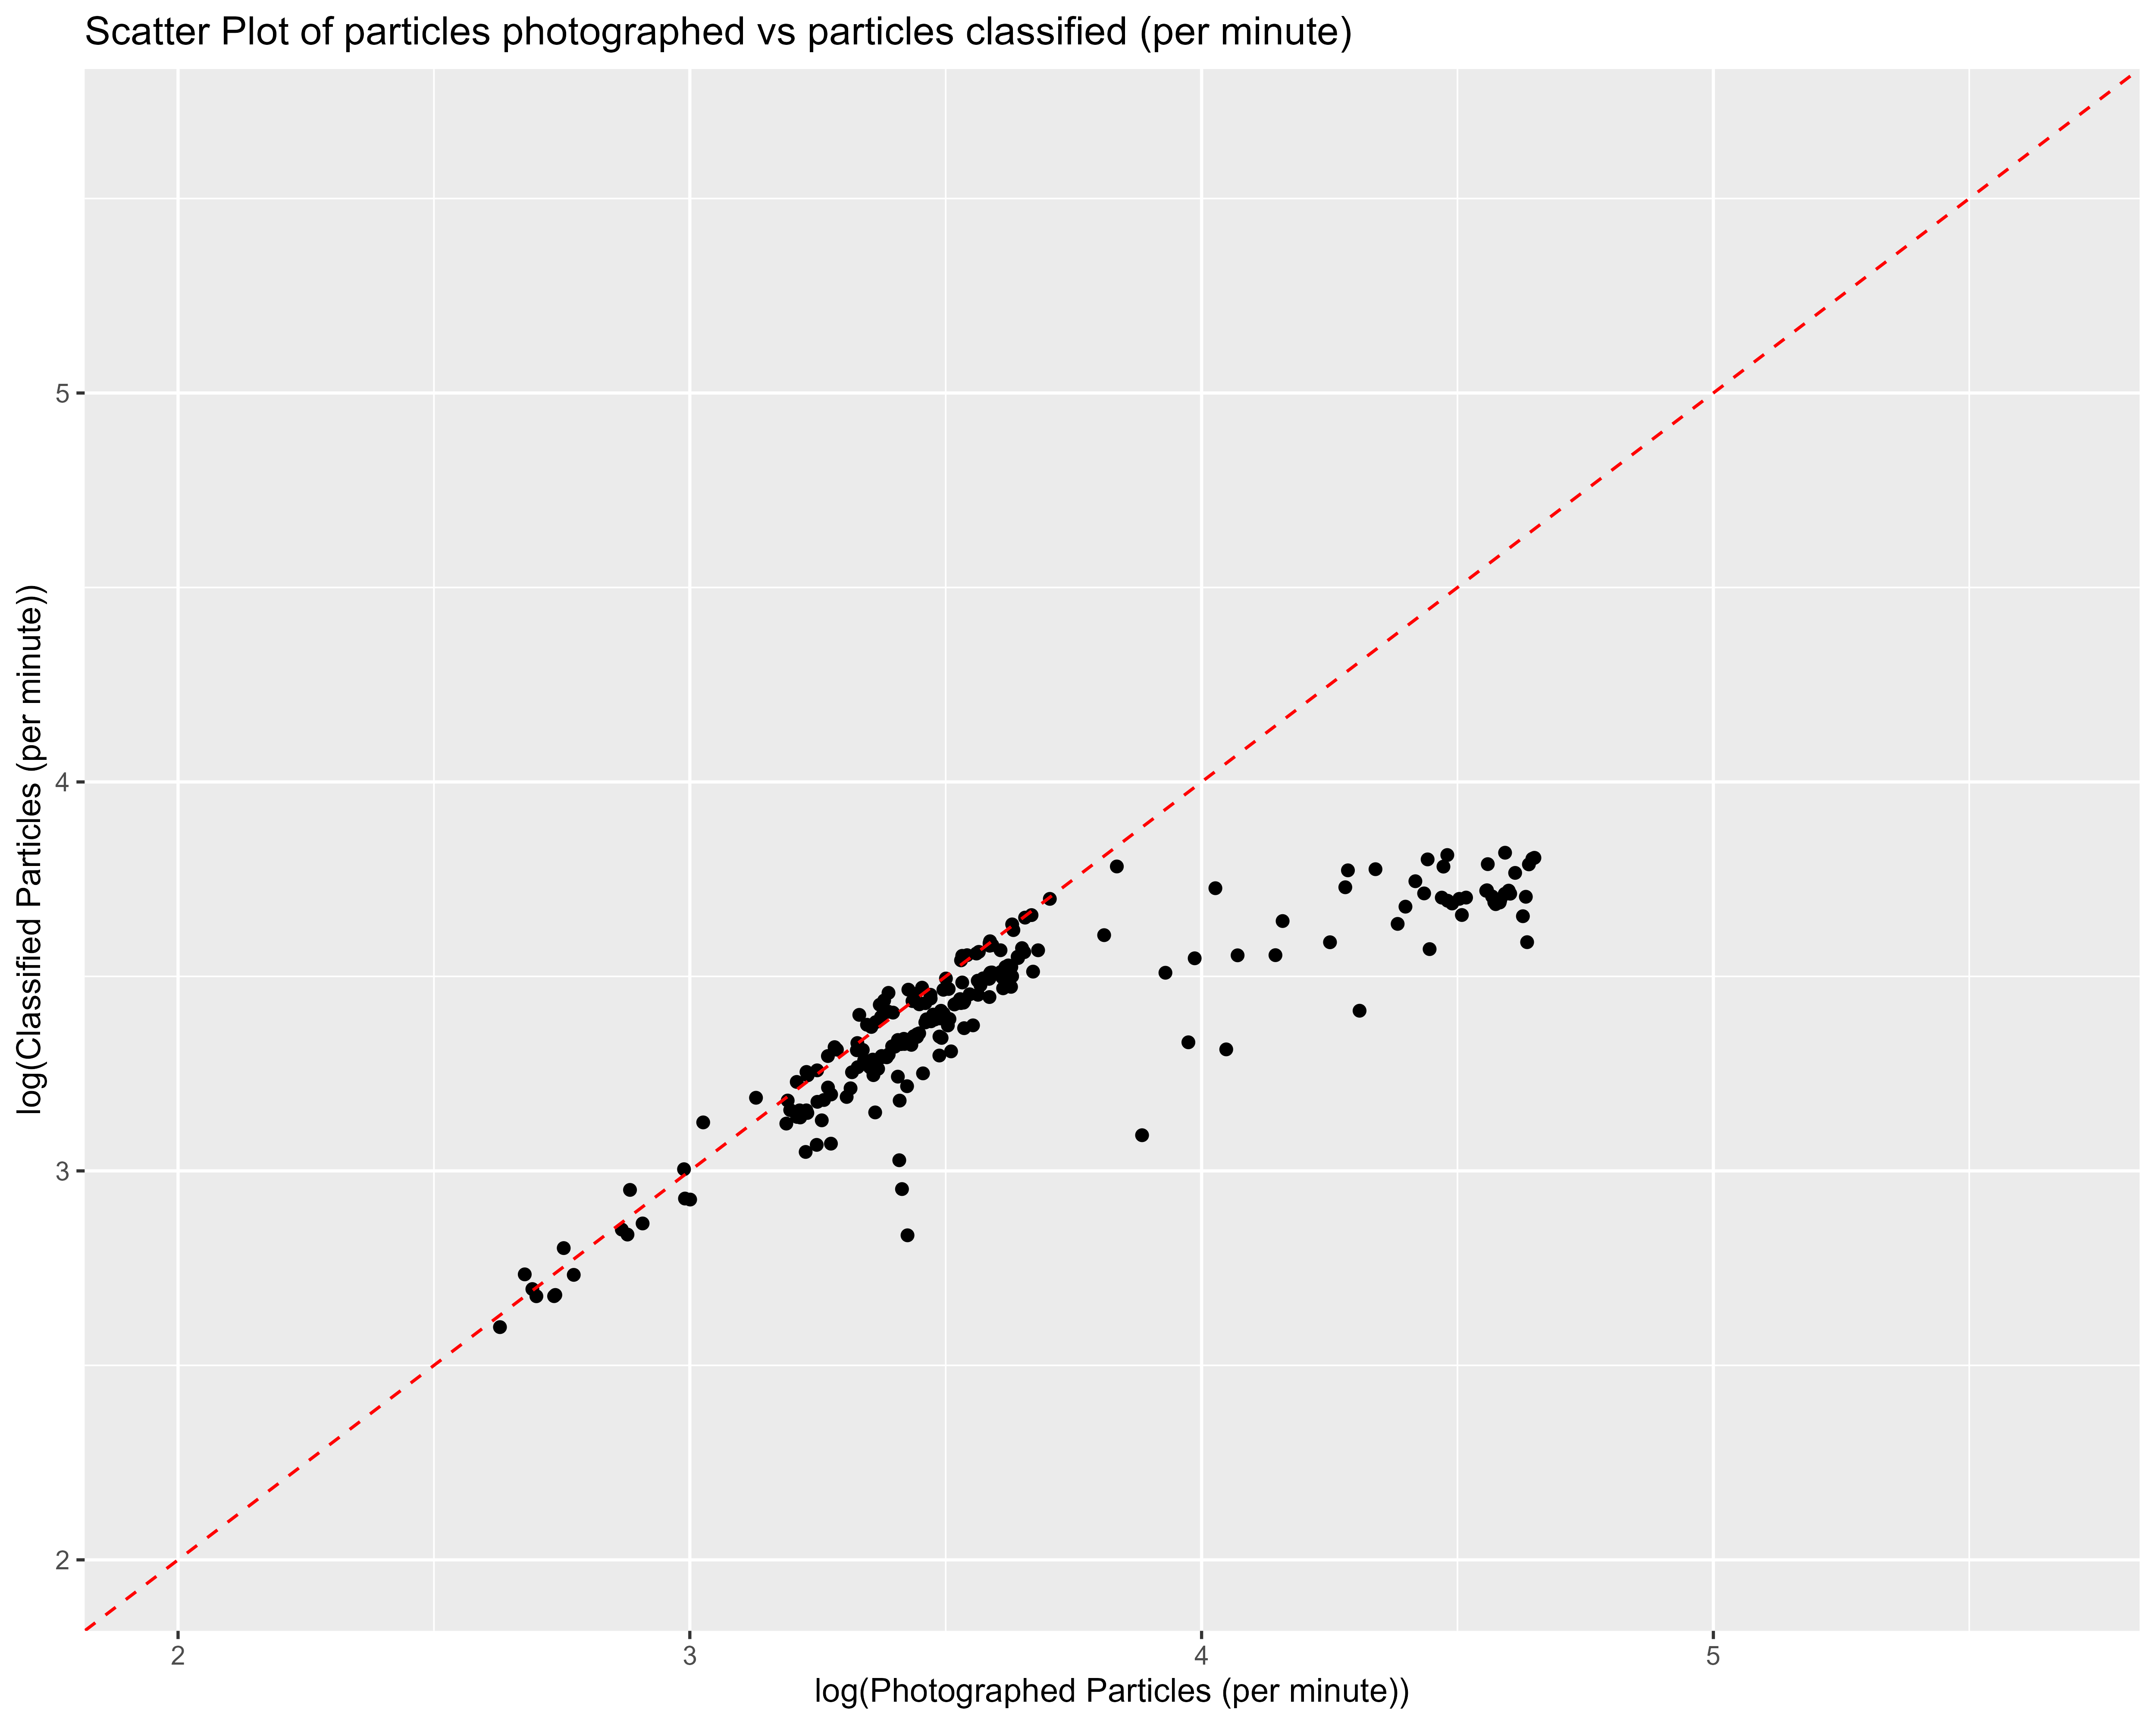 Scatter Plot of particles photographed vs particles classified (per minute)
log(Classified Particles (per minute))
5
4
3
2
2
3
4
5
log(Photographed Particles (per minute))